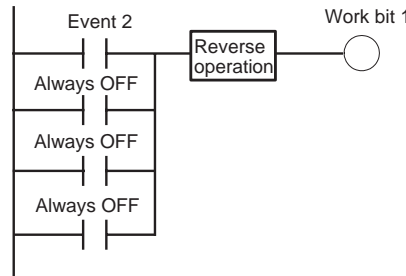 Event 2
Work bit 1
Reverse
operation
Always OFF
Always OFF
Always OFF